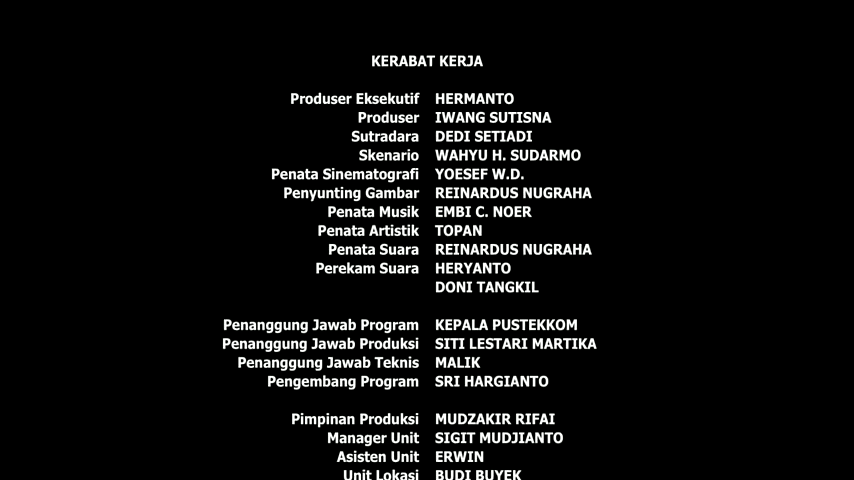 KERABAT KERJA
Produser Eksekutif HERMANTO
Produser IWANG SUTISNA
Sutradara DEDI SETIADI
Skenario WAHYU H. SUDARMO
Penata Sinematografi YOESEF W.D.
Penyunting Gambar REINARDUS NUGRAHA
Penata Musik EMBI C. NOER
Penata Artistik TOPAN
Penata Suara REINARDUS NUGRAHA
Perekam Suara HERYANTO
DONI TANGKIL
Penanggung Jawab Program KEPALA PUSTEKKOM
Penanggung Jawab Produksi SITI LESTARI MARTIKA
Penanggung Jawab Teknis MALIK
Pengembang Program SRI HARGIANTO
Pimpinan Produksi MUDZAKIR RIFAI
Manager Unit SIGIT MUDJIANTO
Asisten Unit ERWIN
Unit Lokasi BUDI BUYEK